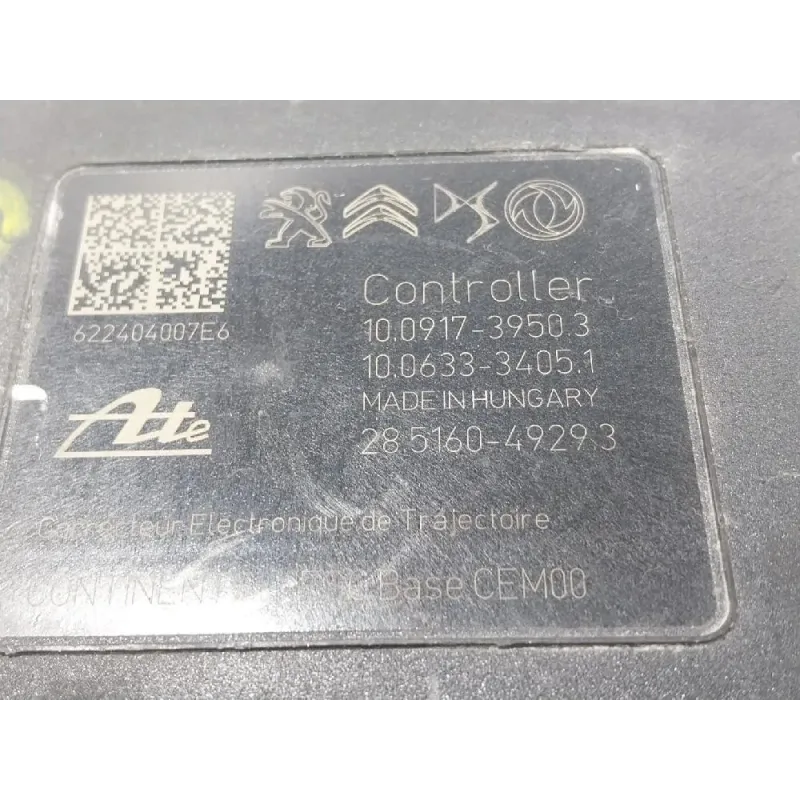 Controller
10.0917-3950.3
622404007E6
10.0633-3405.1
MADE IN HUNGARY
Ate
28.5160-4929.3
Electronique de Trajectoire
Base CEM00